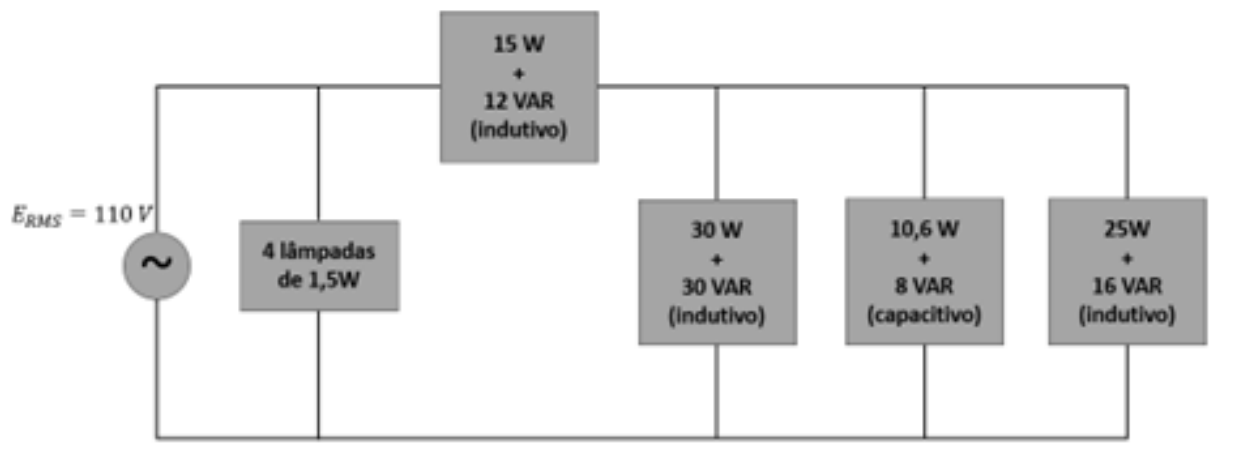 15 W
+
12 VAR
(indutivo)
E_RMS = 110 V
~
4 lâmpadas
de 1,5W
30 W
+
30 VAR
(indutivo)
10,6 W
+
8 VAR
(capacitivo)
25W
+
16 VAR
(indutivo)